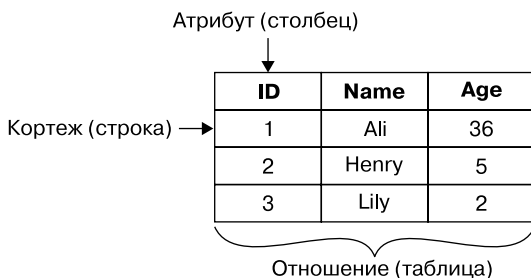 Атрибут (столбец)
ID Name Age
Кортеж (строка) 1 Ali 36
2 Henry 5
3 Lily 2
Отношение (таблица)